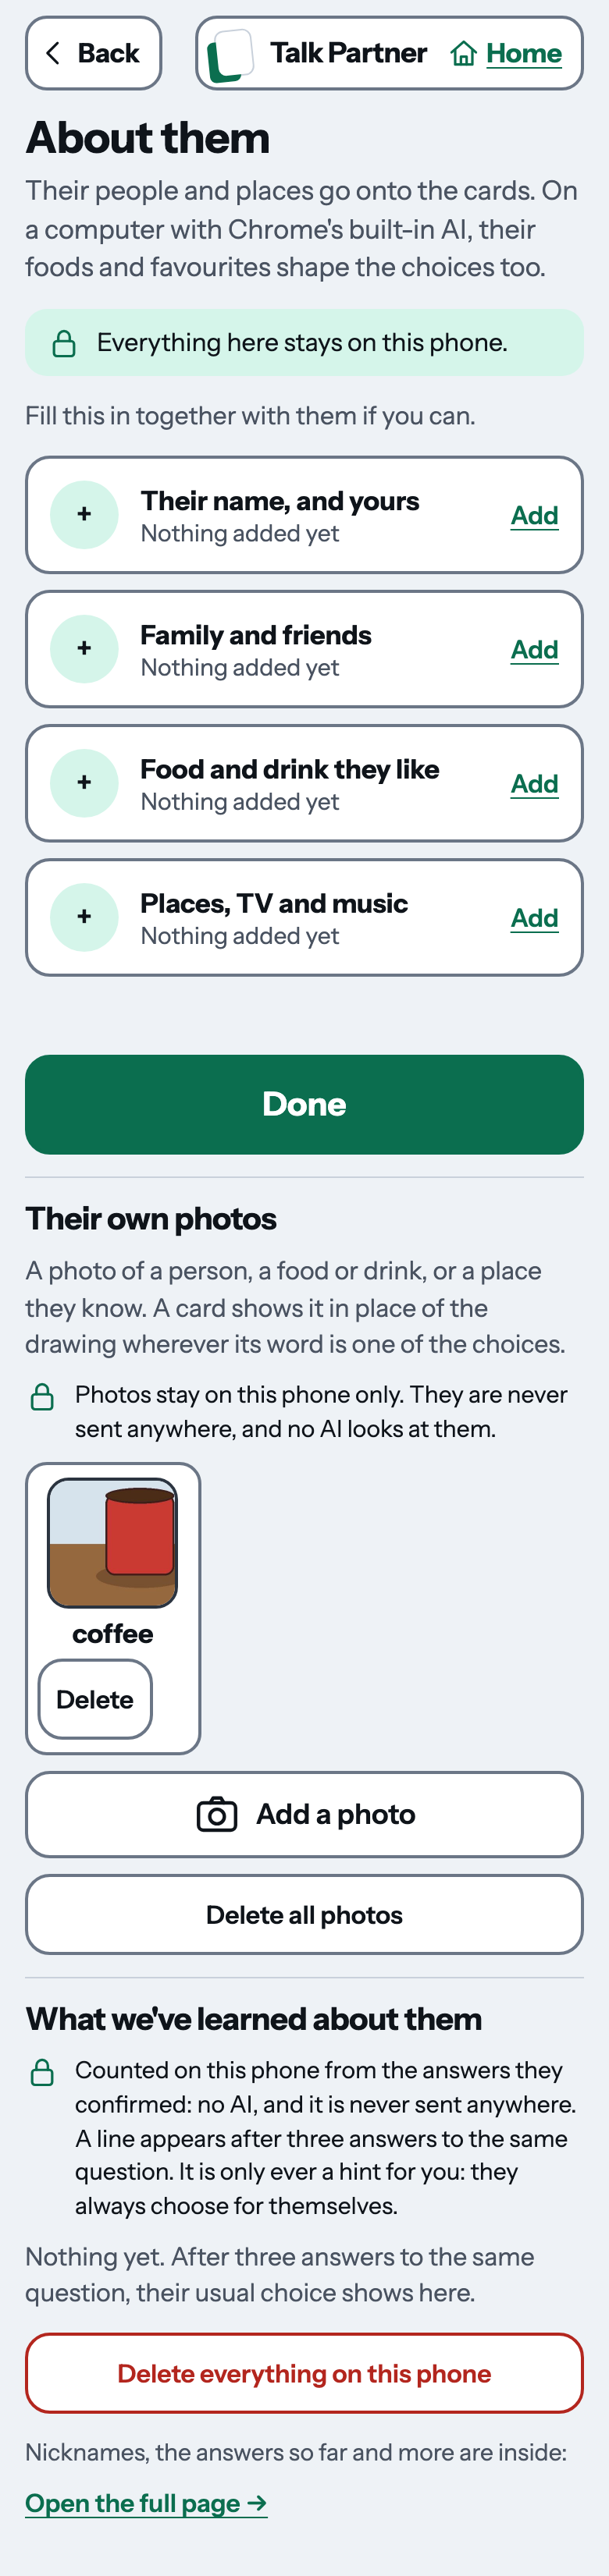 Back
Talk Partner
Home
About them
Their people and places go onto the cards. On
a computer with Chrome's built-in AI, their
foods and favourites shape the choices too.
Everything here stays on this phone.
Fill this in together with them if you can.
+
Their name, and yours
Nothing added yet
Add
+
Family and friends
Nothing added yet
Add
+
Food and drink they like
Nothing added yet
Add
+
Places, TV and music
Nothing added yet
Add
Done
Their own photos
A photo of a person, a food or drink, or a place
they know. A card shows it in place of the
drawing wherever its word is one of the choices.
Photos stay on this phone only. They are never
sent anywhere, and no AI looks at them.
coffee
Delete
Add a photo
Delete all photos
What we've learned about them
Counted on this phone from the answers they
confirmed: no AI, and it is never sent anywhere.
A line appears after three answers to the same
question. It is only ever a hint for you: they
always choose for themselves.
Nothing yet. After three answers to the same
question, their usual choice shows here.
Delete everything on this phone
Nicknames, the answers so far and more are inside:
Open the full page →